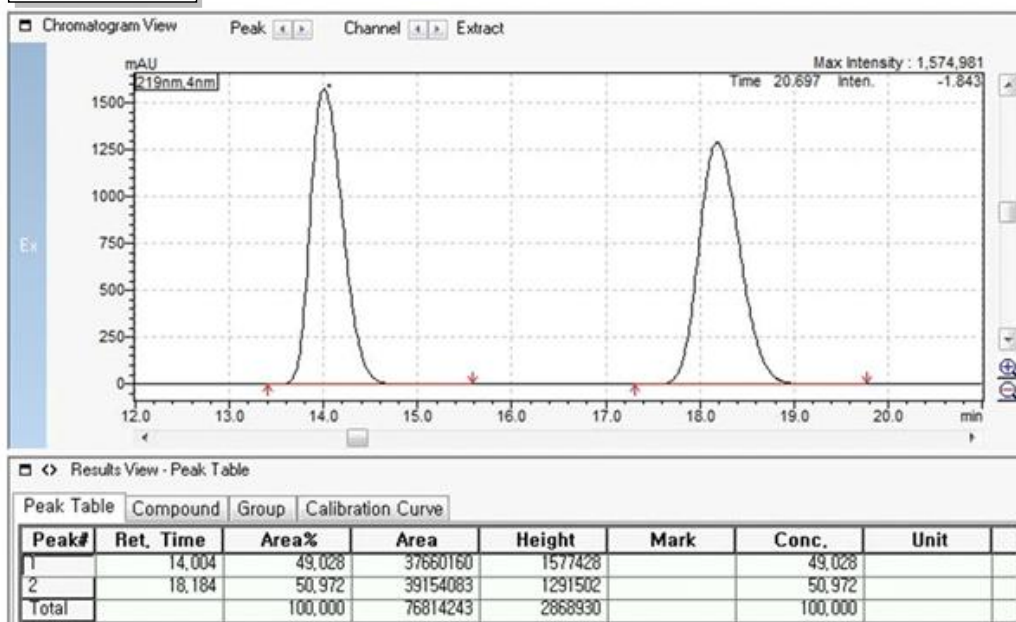 Chromatogram View Peak Channel Extract
mAU
219nm,4nm
Max Intensity : 1,574,981
Time 20.697 Inten. -1.843
1500
1250
1000
750
500
250
0
Ex
12.0 13.0 14.0 15.0 16.0 17.0 18.0 19.0 20.0 min
Results View - Peak Table
Peak Table Compound Group Calibration Curve
Peak# Ret. Time Area% Area Height Mark Conc. Unit
1 14,004 49,028 37660160 1577428 49,028
2 18,184 50,972 39154083 1291502 50,972
Total 100,000 76814243 2868930 100,000